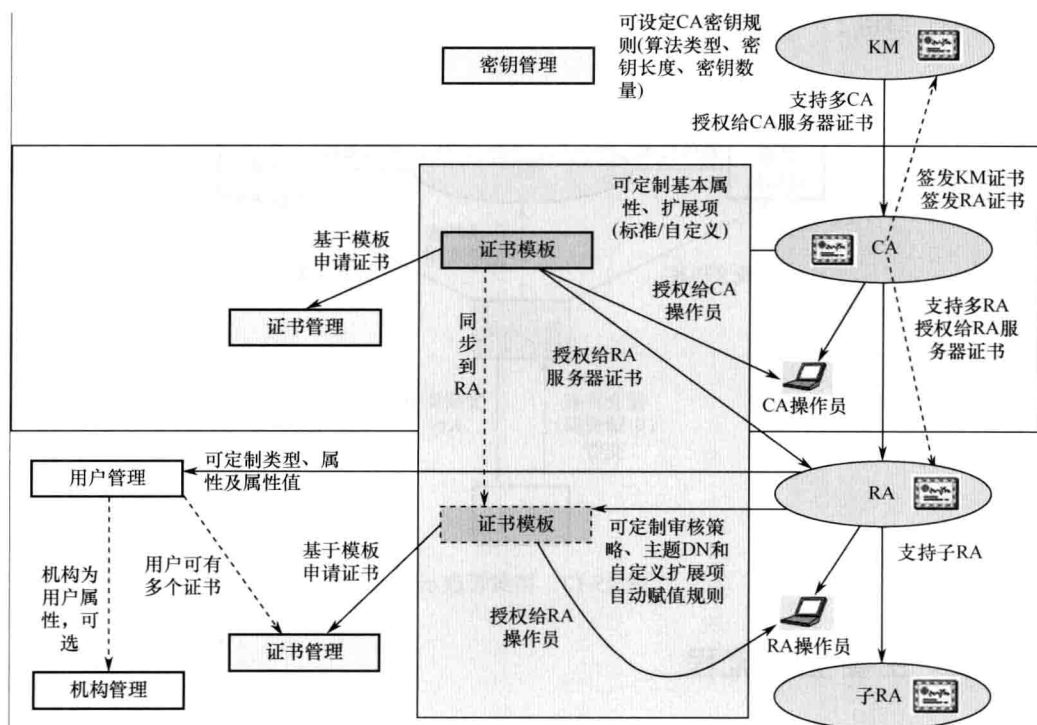 可设定CA密钥规
则(算法类型、密
钥长度、密钥数
量)
密钥管理
KM
支持多CA
授权给CA服务器证书
签发KM证书
签发RA证书
可定制基本属
性、扩展项
(标准/自定义)
基于模板
申请证书
证书模板
CA
证书管理
同
步
到
RA
授权给CA
操作员
授权给RA
服务器证书
支持多RA
授权给RA服
务器证书
CA操作员
用户管理
可定制类型、属
性及属性值
RA
证书模板
可定制审核策
略、主题DN和
自定义扩展项
自动赋值规则
支持子RA
机构为
用户属
性，可
选
用户可有
多个证书
基于模板
申请证书
授权给RA
操作员
RA操作员
证书管理
机构管理
子RA